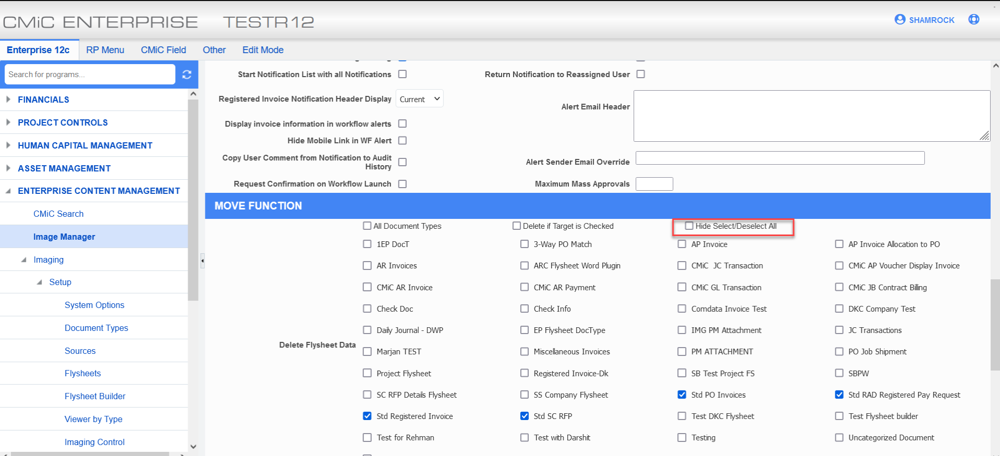 CMiC ENTERPRISE TESTR12
SHAMROCK
Enterprise 12c RP Menu CMiC Field Other Edit Mode
Search for programs...
FINANCIALS
PROJECT CONTROLS
HUMAN CAPITAL MANAGEMENT
ASSET MANAGEMENT
ENTERPRISE CONTENT MANAGEMENT
CMiC Search
Image Manager
Imaging
Setup
System Options
Document Types
Sources
Flysheets
Flysheet Builder
Viewer by Type
Imaging Control
Start Notification List with all Notifications
Return Notification to Reassigned User
Registered Invoice Notification Header Display Current
Alert Email Header
Display invoice information in workflow alerts
Hide Mobile Link in WF Alert
Copy User Comment from Notification to Audit
History
Alert Sender Email Override
Request Confirmation on Workflow Launch
Maximum Mass Approvals
MOVE FUNCTION
All Document Types Delete if Target is Checked Hide Select/Deselect All
1EP DocT 3-Way PO Match AP Invoice AP Invoice Allocation to PO
AR Invoices ARC Flysheet Word Plugin CMiC JC Transaction CMiC AP Voucher Display Invoice
CMiC AR Invoice CMiC AR Payment CMiC GL Transaction CMiC JB Contract Billing
Check Doc Check Info Comdata Invoice Test DKC Company Test
Daily Journal - DWP EP Flysheet DocType IMG PM Attachment JC Transactions
Delete Flysheet Data
Marjan TEST Miscellaneous Invoices PM ATTACHMENT PO Job Shipment
Project Flysheet Registered Invoice-Dk SB Test Project FS SBPW
SC RFP Details Flysheet SS Company Flysheet Std PO Invoices Std RAD Registered Pay Request
Std Registered Invoice Std SC RFP Test DKC Flysheet Test Flysheet builder
Test for Rehman Test with Darshit Testing Uncategorized Document